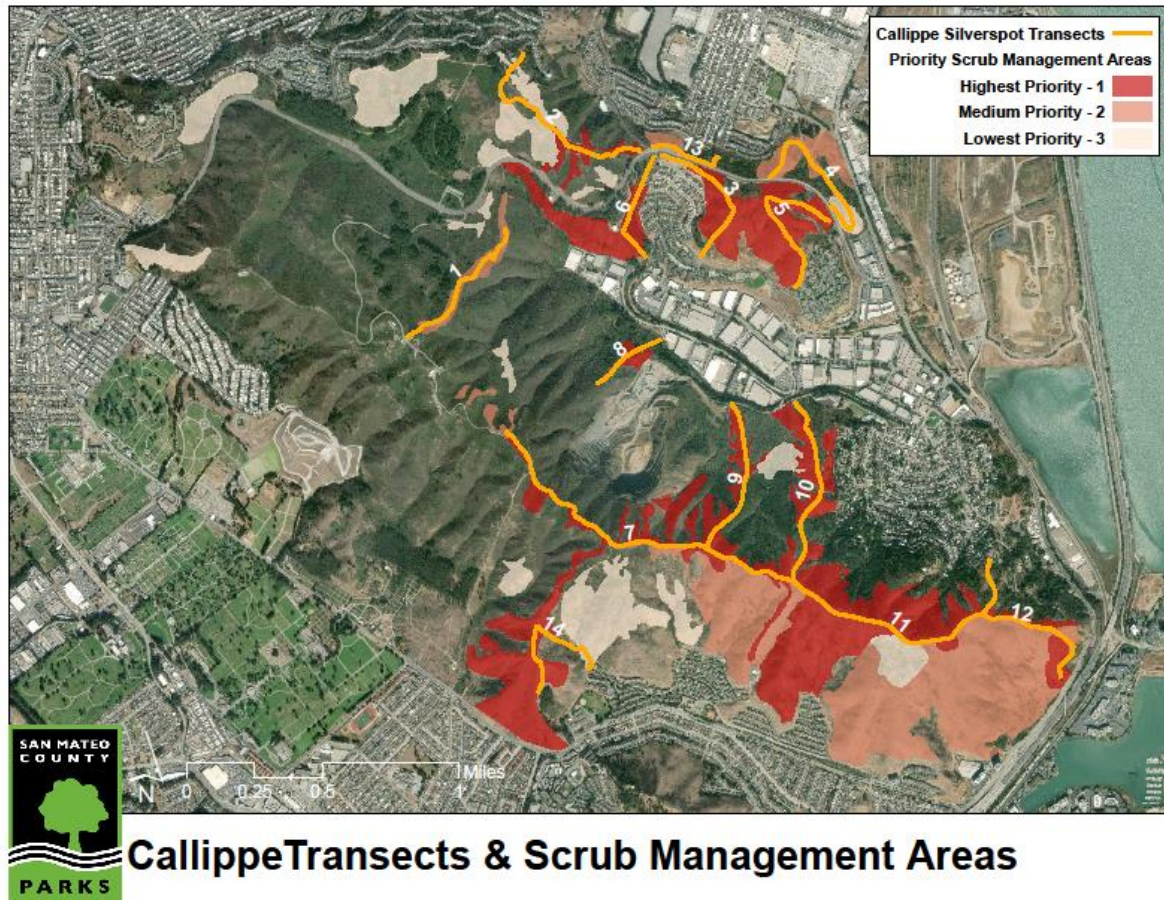 Callippe Silverspot Transects
Priority Scrub Management Areas
Highest Priority - 1
Medium Priority - 2
Lowest Priority - 3
2
13
3
4
6
5
1
8
9
10
7
11
12
14
SAN MATEO
COUNTY
PARKS
N 0 0.25 0.5 1 Miles
CallippeTransects & Scrub Management Areas